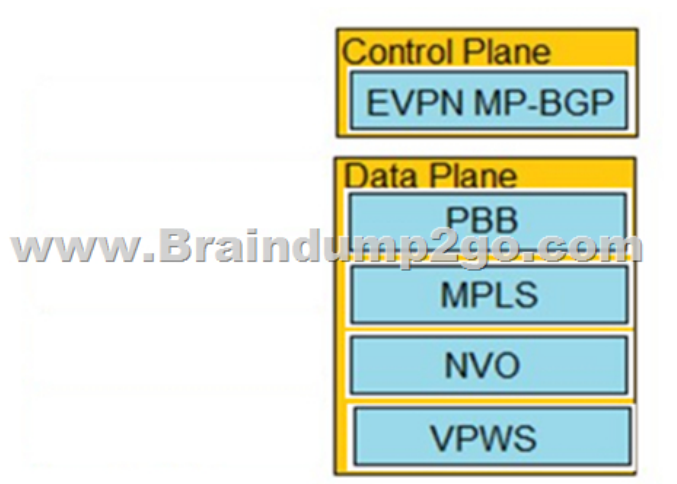 Control Plane
EVPN MP-BGP
Data Plane
PBB
www.Braindump2go.com
MPLS
NVO
VPWS